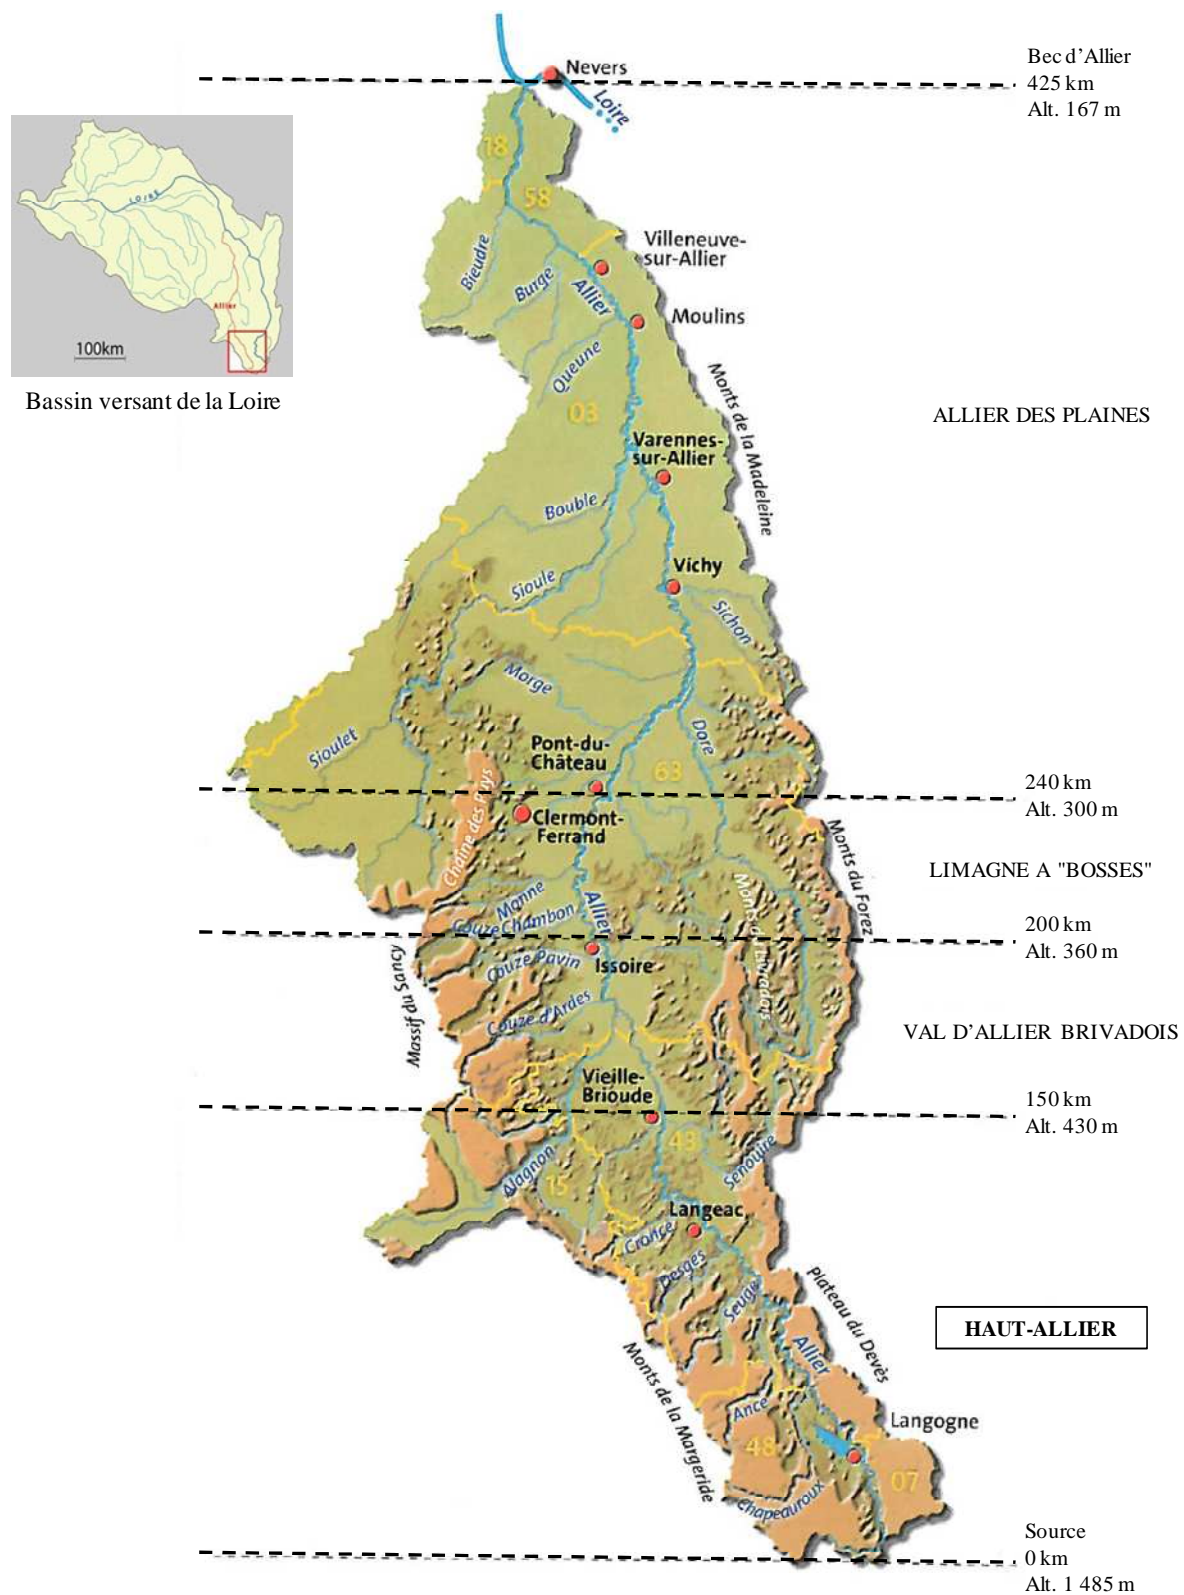 Bec d'Allier
425 km
Alt. 167 m
Nevers
Loire
18
58
LOIRE
Allier
100km
Bassin versant de la Loire
Villeneuve-
sur-Allier
Bieudre
Burge
Allier
Moulins
Queune
03
Monts de la Madeleine
ALLIER DES PLAINES
Varennes-
sur-Allier
Bouble
Sioule
Vichy
Sichon
Morge
Dore
Sioulet
Pont-du-
Château
63
240 km
Alt. 300 m
Chaîne des Puys
Clermont-
Ferrand
Monts du Forez
LIMAGNE A "BOSSES"
Monne
Couze Chambon
Allier
Monts du Livradois
200 km
Alt. 360 m
Massif du Sancy
Couze Pavin
Issoire
Couze d'Ardes
VAL D'ALLIER BRIVADOIS
Vieille-
Brioude
150 km
Alt. 430 m
43
Senouire
Alagnon
15
Langeac
Cronce
Desges
Seuge
Plateau du Devès
HAUT-ALLIER
Allier
Monts de la Margeride
Ance
Langogne
48
07
Chapeauroux
Source
0 km
Alt. 1 485 m